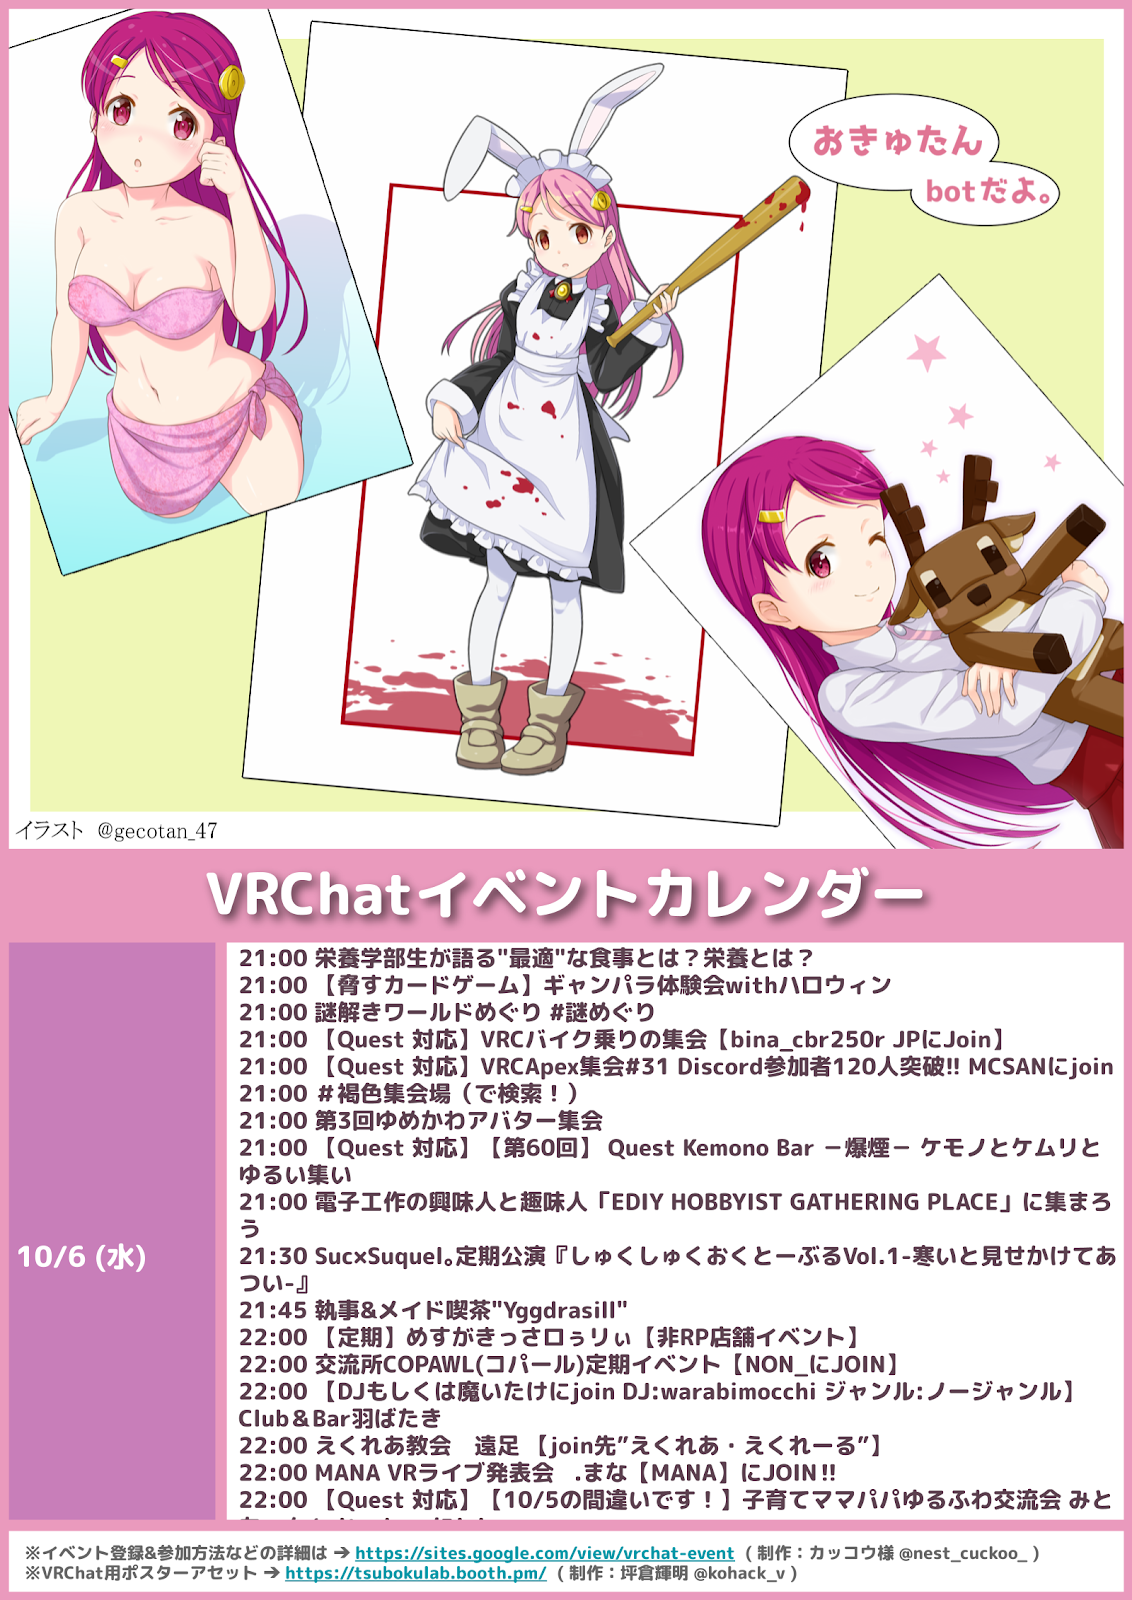 おきゅたん
botだよ。
イラスト @gecotan_47
VRChatイベントカレンダー
10/6 (水)
21:00 栄養学部生が語る"最適"な食事とは？栄養とは？
21:00 【脅すカードゲーム】ギャンパラ体験会withハロウィン
21:00 謎解きワールドめぐり #謎めぐり
21:00 【Quest 対応】VRCバイク乗りの集会【bina_cbr250r JPにJoin】
21:00 【Quest 対応】VRCApex集会#31 Discord参加者120人突破!! MCSANにjoin
21:00 ＃褐色集会場（で検索！）
21:00 第3回ゆめかわアバター集会
21:00 【Quest 対応】【第60回】 Quest Kemono Bar －爆煙－ ケモノとケムリと
ゆるい集い
21:00 電子工作の興味人と趣味人「EDIY HOBBYIST GATHERING PLACE」に集まろ
う
21:30 Suc×Suquel。定期公演『しゅくしゅくおくとーぶるVol.1-寒いと見せかけてあ
つい-』
21:45 執事&メイド喫茶"Yggdrasill"
22:00 【定期】めすがきっさロぅリぃ【非RP店舗イベント】
22:00 交流所COPAWL(コパール)定期イベント【NON_にJOIN】
22:00 【DJもしくは魔いたけにjoin DJ:warabimocchi ジャンル:ノージャンル】
Club＆Bar羽ばたき
22:00 えくれあ教会　遠足 【join先”えくれあ・えくれーる”】
22:00 MANA VRライブ発表会　.まな【MANA】にJOIN!!
22:00 【Quest 対応】【10/5の間違いです！】子育てママパパゆるふわ交流会 みと
※イベント登録&参加方法などの詳細は → https://sites.google.com/view/vrchat-event ( 制作：カッコウ様 @nest_cuckoo_ )
※VRChat用ポスターアセット → https://tsubokulab.booth.pm/ ( 制作：坪倉輝明 @kohack_v )